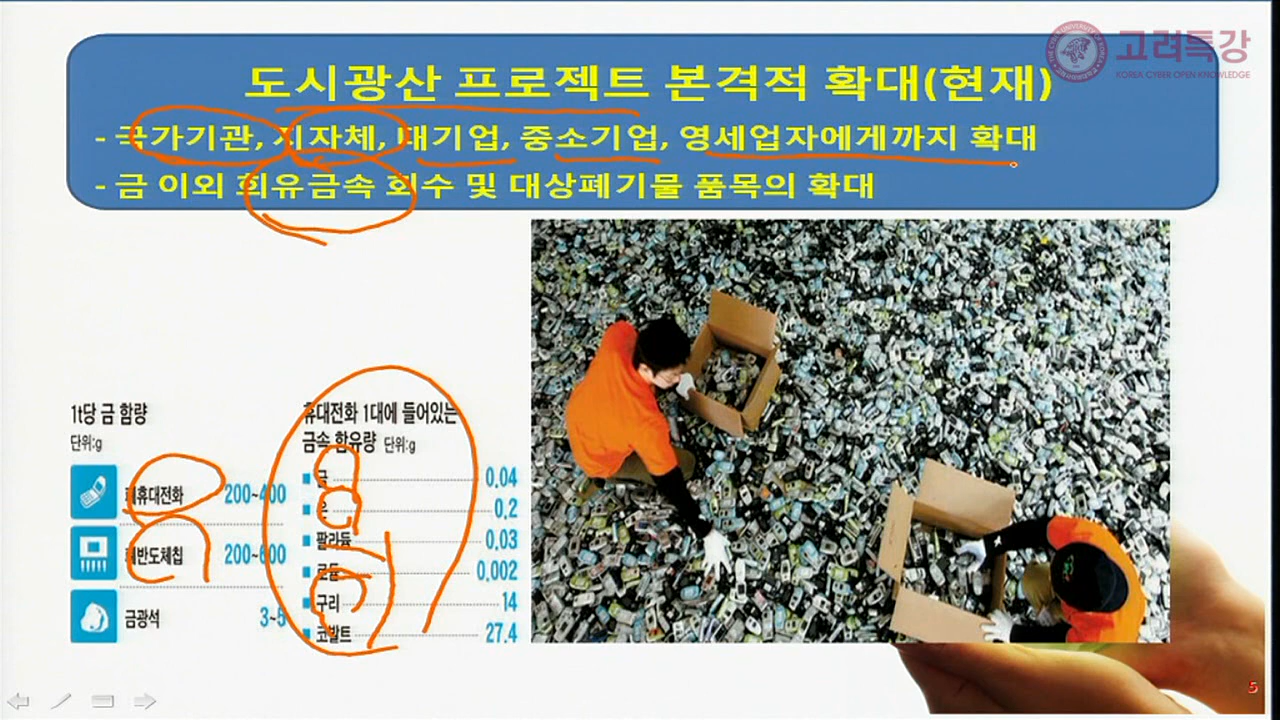 고려특강
KOREA CYBER OPEN KNOWLEDGE
도시광산 프로젝트 본격적 확대(현재)
- 국가기관, 지자체, 대기업, 중소기업, 영세업자에게까지 확대
- 금 이외 희유금속 회수 및 대상폐기물 품목의 확대
1t당 금 함량
단위:g
폐휴대전화 200~400
폐반도체칩 200~600
금광석 3~5
휴대전화 1대에 들어있는
금속 함유량 단위:g
금 0.04
은 0.2
팔라듐 0.03
로듐 0.002
구리 14
코발트 27.4
5